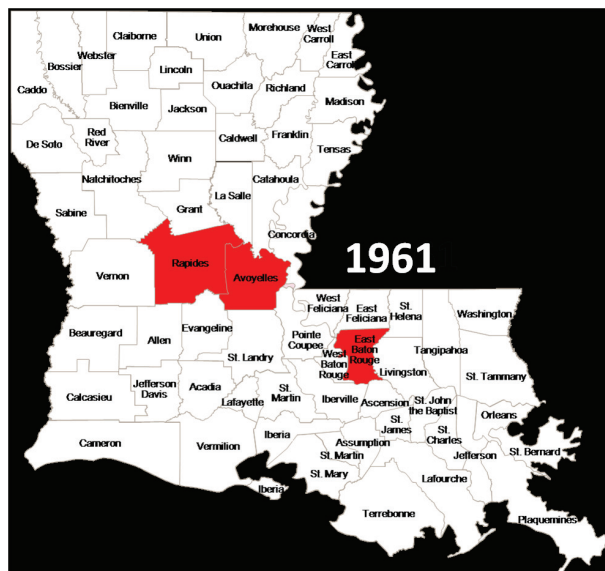 Claiborne
Union
Morehouse
West
Carroll
Webster
Bossier
Caddo
Lincoln
Ouachita
Richland
East
Carroll
Madison
Bienville
Jackson
De Soto
Red
River
Winn
Caldwell
Franklin
Tensas
Natchitoches
Sabine
Grant
La Salle
Catahoula
Concordia
Vernon
Rapides
Avoyelles
1961
West
Feliciana
East
Feliciana
St.
Helena
Washington
Beauregard
Allen
Evangeline
St. Landry
Pointe
Coupee
West
Baton
Rouge
East
Baton
Rouge
Livingston
Tangipahoa
St. Tammany
Calcasieu
Jefferson
Davis
Acadia
Lafayette
St.
Martin
Iberville
Ascension
St. John
the Baptist
Orleans
Cameron
Vermilion
Iberia
Assumption
St.
James
St.
Charles
St. Martin
St. Mary
Jefferson
St. Bernard
Iberia
Lafourche
Terrebonne
Plaquemines